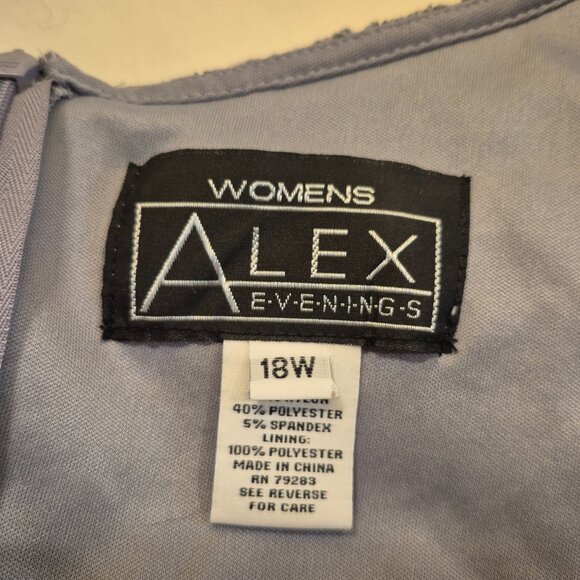 WOMENS
ALEX
E·V·E·N·I·N·G·S
18W
40% POLYESTER
5% SPANDEX
LINING:
100% POLYESTER
MADE IN CHINA
RN 79283
SEE REVERSE
FOR CARE